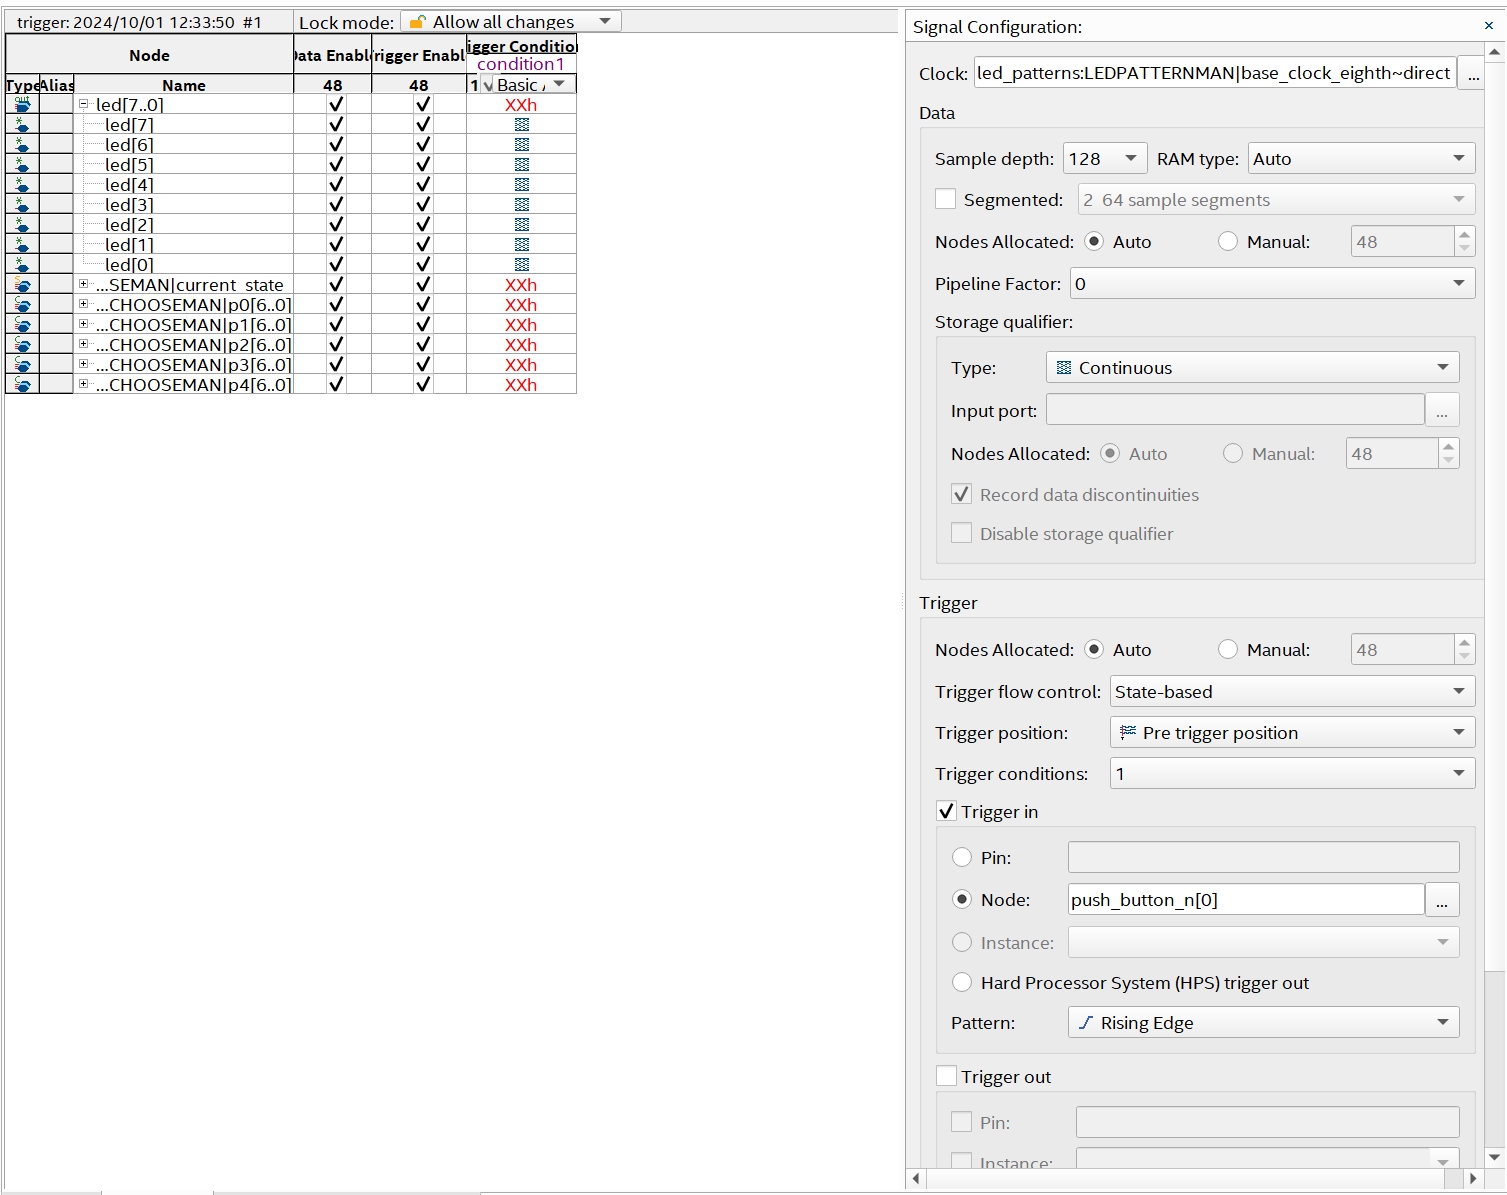 trigger: 2024/10/01 12:33:50 #1
Lock mode: Allow all changes
Node
Data Enable
Trigger Enable
Trigger Conditions
condition1
Type
Alias
Name
48
48
1
Basic
led[7..0]
XXh
led[7]
led[6]
led[5]
led[4]
led[3]
led[2]
led[1]
led[0]
...SEMAN|current_state
XXh
...CHOOSEMAN|p0[6..0]
XXh
...CHOOSEMAN|p1[6..0]
XXh
...CHOOSEMAN|p2[6..0]
XXh
...CHOOSEMAN|p3[6..0]
XXh
...CHOOSEMAN|p4[6..0]
XXh
Signal Configuration:
Clock: led_patterns:LEDPATTERNMAN|base_clock_eighth~direct ...
Data
Sample depth: 128 RAM type: Auto
Segmented: 2 64 sample segments
Nodes Allocated: Auto Manual: 48
Pipeline Factor: 0
Storage qualifier:
Type: Continuous
Input port: ...
Nodes Allocated: Auto Manual: 48
Record data discontinuities
Disable storage qualifier
Trigger
Nodes Allocated: Auto Manual: 48
Trigger flow control: State-based
Trigger position: Pre trigger position
Trigger conditions: 1
Trigger in
Pin:
Node: push_button_n[0] ...
Instance:
Hard Processor System (HPS) trigger out
Pattern: Rising Edge
Trigger out
Pin:
Instance: